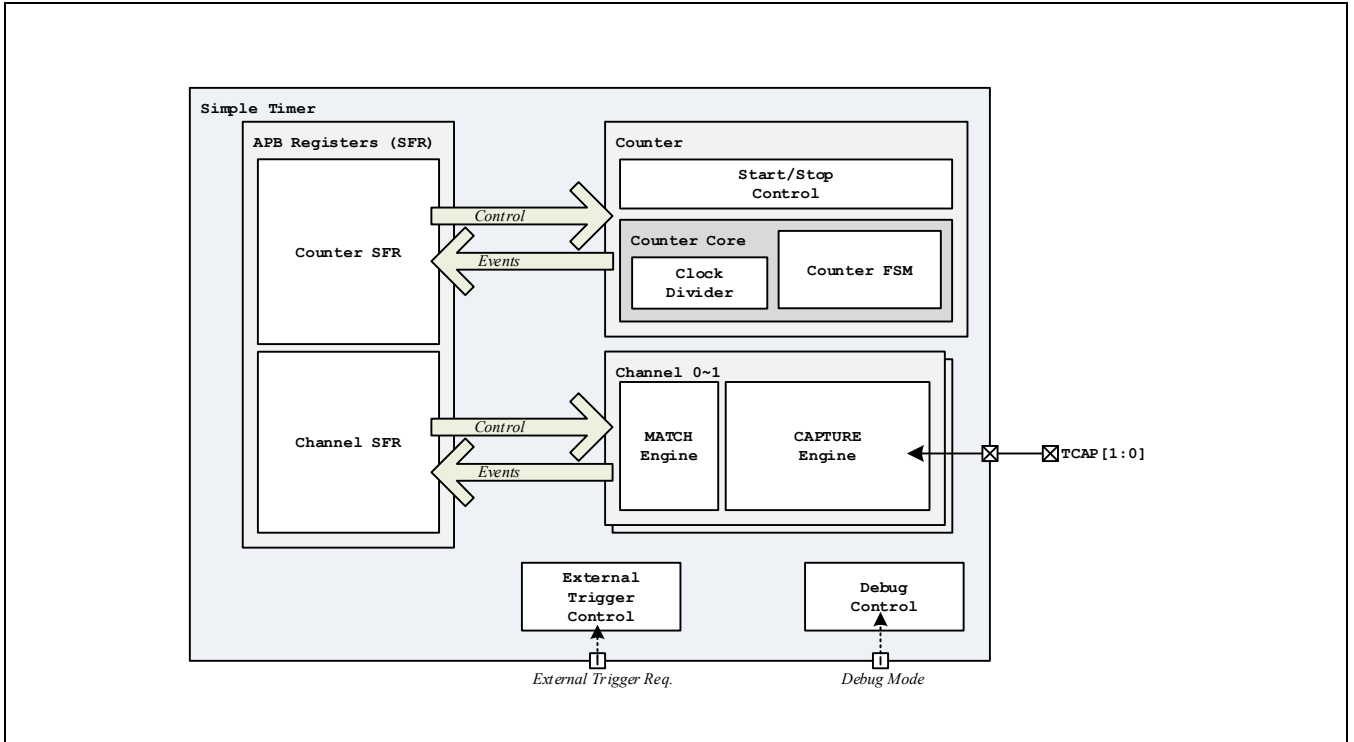 Simple Timer
APB Registers (SFR)
Counter SFR
Channel SFR
Control
Events
Control
Events
Counter
Start/Stop
Control
Counter Core
Clock
Divider
Counter FSM
Channel 0~1
MATCH
Engine
CAPTURE
Engine
TCAP[1:0]
External
Trigger
Control
Debug
Control
External Trigger Req.
Debug Mode